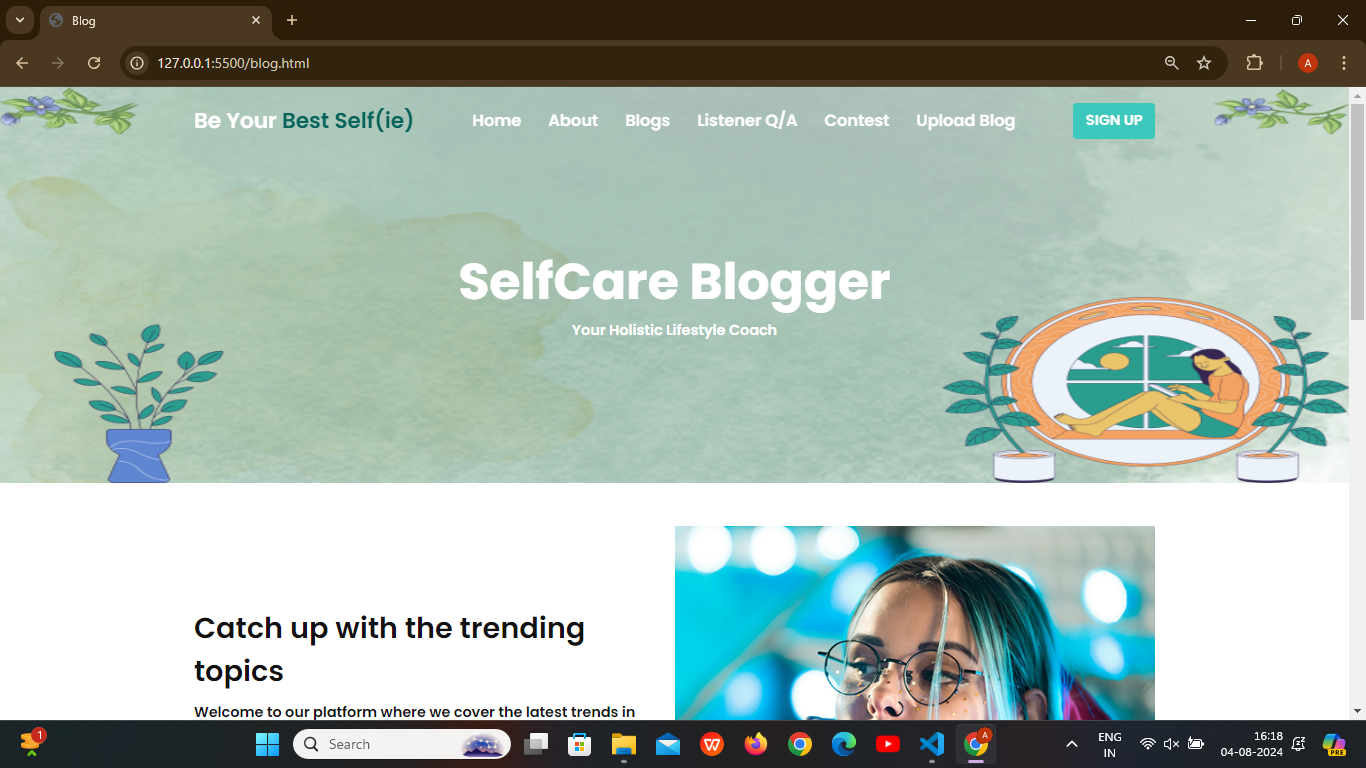 Blog
127.0.0.1:5500/blog.html
A
Be Your Best Self(ie)
Home About Blogs Listener Q/A Contest Upload Blog
SIGN UP
SelfCare Blogger
Your Holistic Lifestyle Coach
Catch up with the trending
topics
Welcome to our platform where we cover the latest trends in
1
Search
W
A
ENG
IN
16:18
04-08-2024
PRE